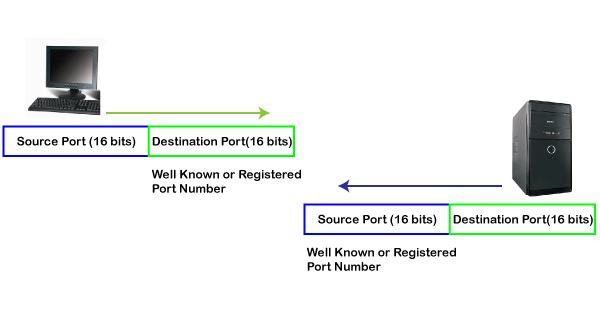 Source Port (16 bits) Destination Port(16 bits)
Well Known or Registered
Port Number
Source Port (16 bits) Destination Port(16 bits)
Well Known or Registered
Port Number